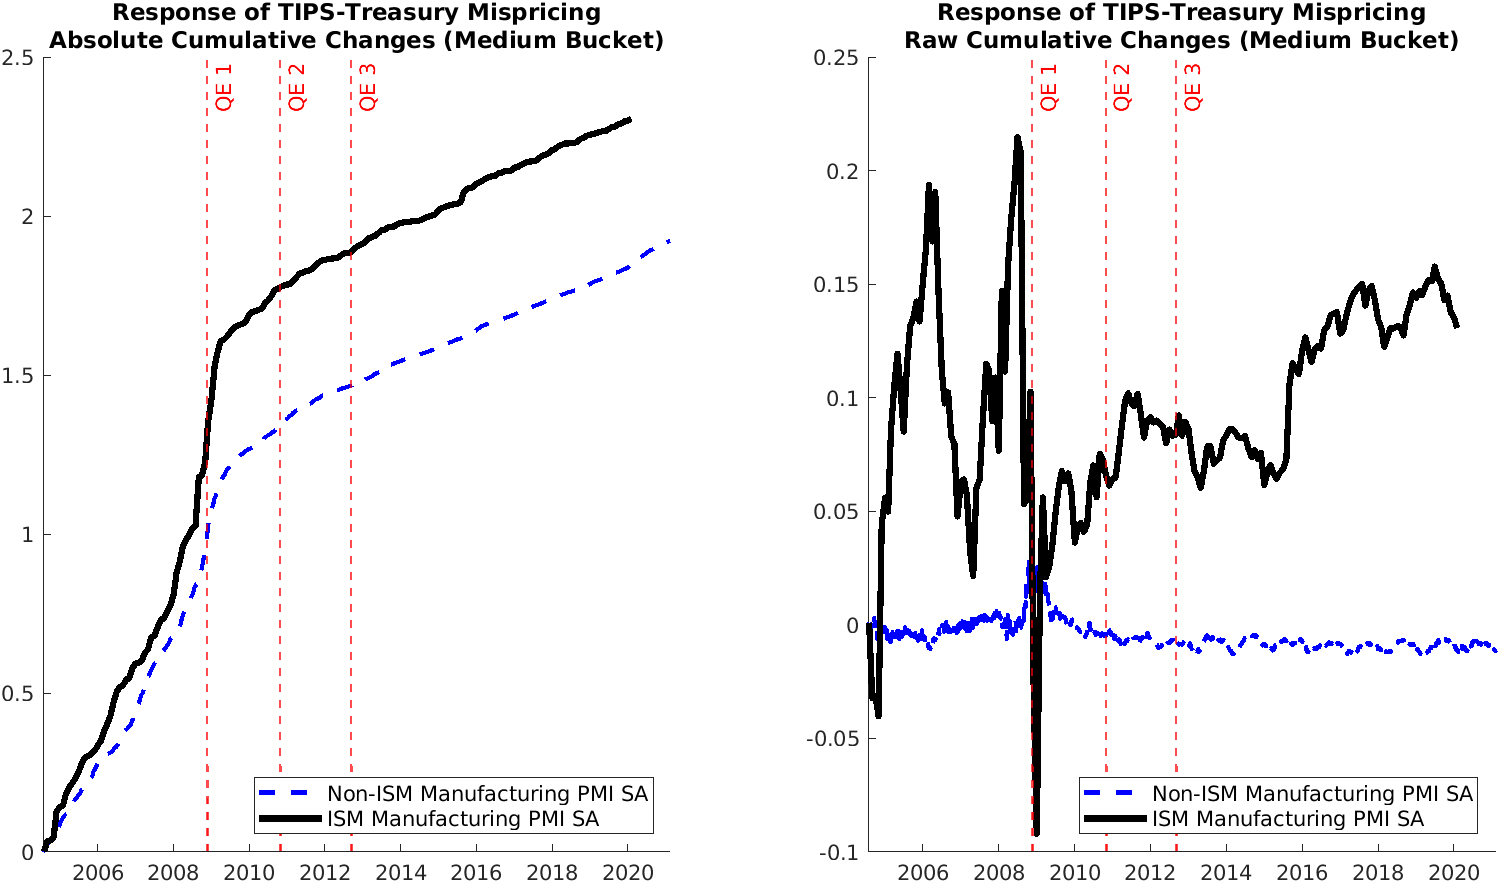 Response of TIPS-Treasury Mispricing
Absolute Cumulative Changes (Medium Bucket)
2.5
2
1.5
1
0.5
0
QE 1
QE 2
QE 3
Non-ISM Manufacturing PMI SA
ISM Manufacturing PMI SA
2006 2008 2010 2012 2014 2016 2018 2020
Response of TIPS-Treasury Mispricing
Raw Cumulative Changes (Medium Bucket)
0.25
0.2
0.15
0.1
0.05
0
-0.05
-0.1
QE 1
QE 2
QE 3
Non-ISM Manufacturing PMI SA
ISM Manufacturing PMI SA
2006 2008 2010 2012 2014 2016 2018 2020